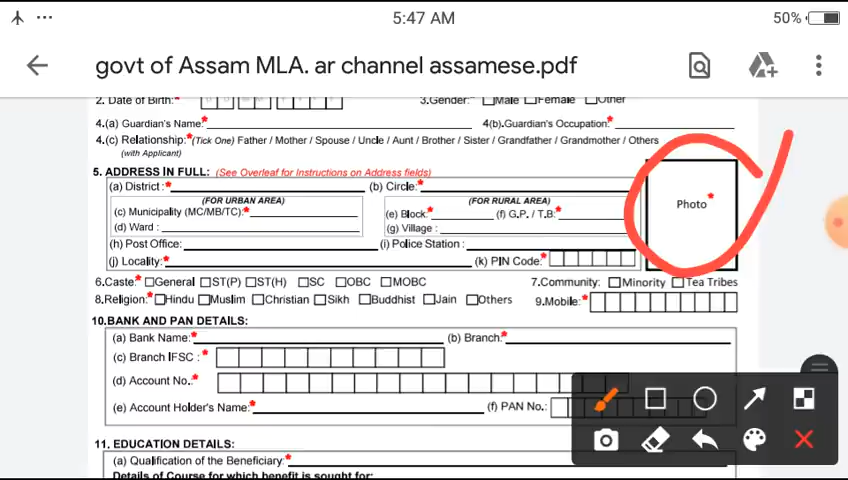 5:47 AM
50%
govt of Assam MLA. ar channel assamese.pdf
2. Date of Birth:* D D M M Y Y Y Y 3.Gender: Male Female Other
4.(a) Guardian's Name:* 4(b).Guardian's Occupation:*
4.(c) Relationship:*(Tick One) Father / Mother / Spouse / Uncle / Aunt / Brother / Sister / Grandfather / Grandmother / Others
(with Applicant)
5. ADDRESS IN FULL: (See Overleaf for Instructions on Address fields)
(a) District:* (b) Circle:*
(FOR URBAN AREA) (FOR RURAL AREA)
(c) Municipality (MC/MB/TC):* (e) Block:* (f) G.P. / T.B:*
(d) Ward : (g) Village :
(h) Post Office: (i) Police Station :
(j) Locality:* (k) PIN Code:*
Photo*
6.Caste:* General ST(P) ST(H) SC OBC MOBC 7.Community: Minority Tea Tribes
8.Religion:* Hindu Muslim Christian Sikh Buddhist Jain Others 9.Mobile:*
10.BANK AND PAN DETAILS:
(a) Bank Name:* (b) Branch:*
(c) Branch IFSC :*
(d) Account No.:*
(e) Account Holder's Name:* (f) PAN No.:
11. EDUCATION DETAILS:
(a) Qualification of the Beneficiary:*
Details of Course for which benefit is sought for: